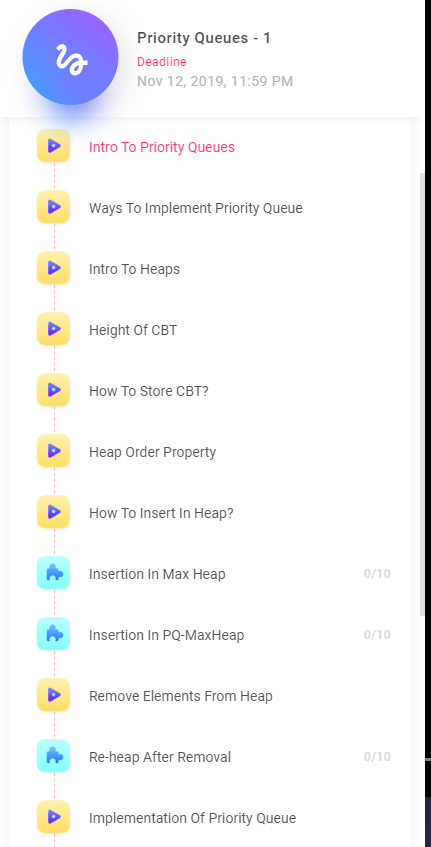 Priority Queues - 1
Deadline
Nov 12, 2019, 11:59 PM
Intro To Priority Queues
Ways To Implement Priority Queue
Intro To Heaps
Height Of CBT
How To Store CBT?
Heap Order Property
How To Insert In Heap?
Insertion In Max Heap 0/10
Insertion In PQ-MaxHeap 0/10
Remove Elements From Heap
Re-heap After Removal 0/10
Implementation Of Priority Queue